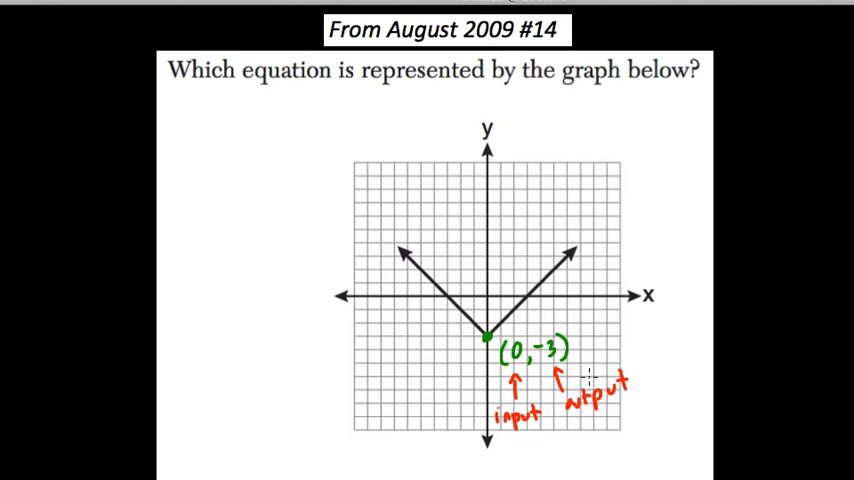 From August 2009 #14
Which equation is represented by the graph below?
y
x
(0,-3)
input
output